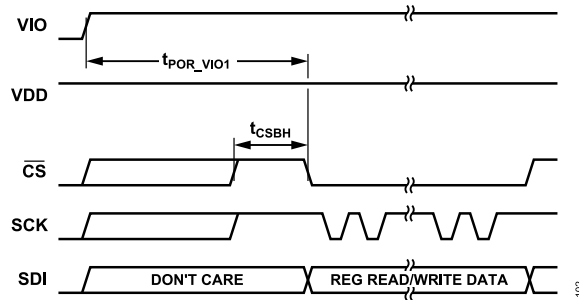 VIO
tPOR_VIO1
VDD
tCSBH
CS
SCK
SDI
DON'T CARE
REG READ/WRITE DATA